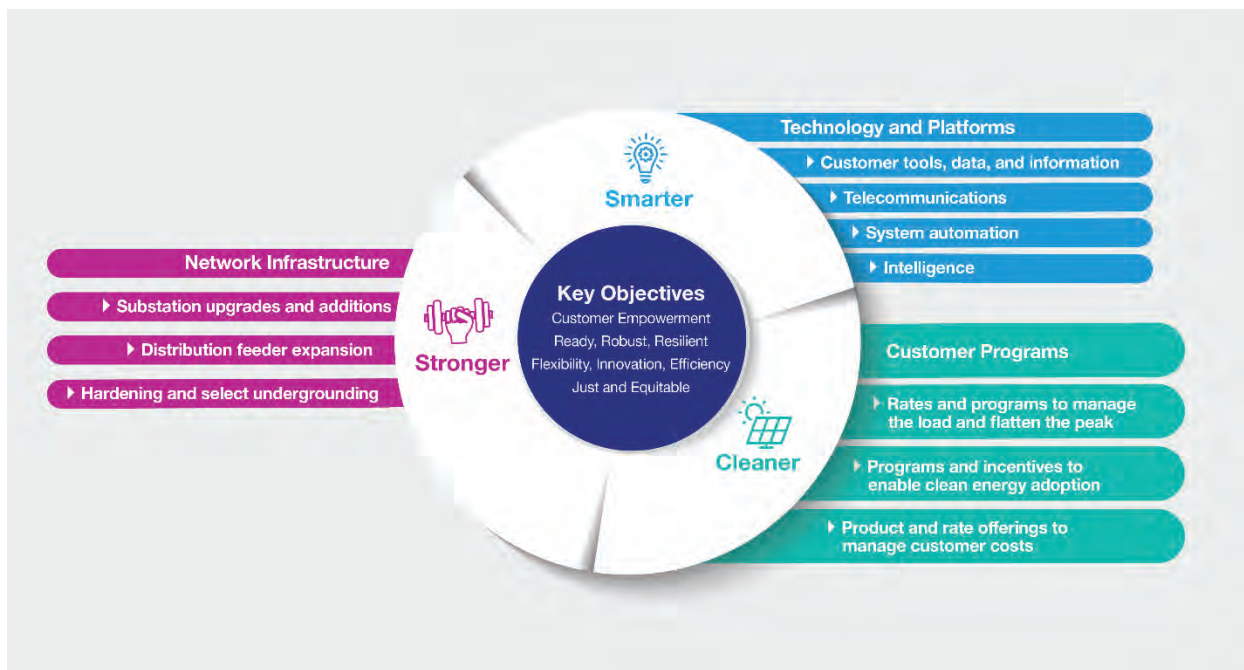 Technology and Platforms
Customer tools, data, and information
Telecommunications
System automation
Intelligence
Smarter
Network Infrastructure
Substation upgrades and additions
Distribution feeder expansion
Hardening and select undergrounding
Stronger
Key Objectives
Customer Empowerment
Ready, Robust, Resilient
Flexibility, Innovation, Efficiency
Just and Equitable
Cleaner
Customer Programs
Rates and programs to manage
the load and flatten the peak
Programs and incentives to
enable clean energy adoption
Product and rate offerings to
manage customer costs